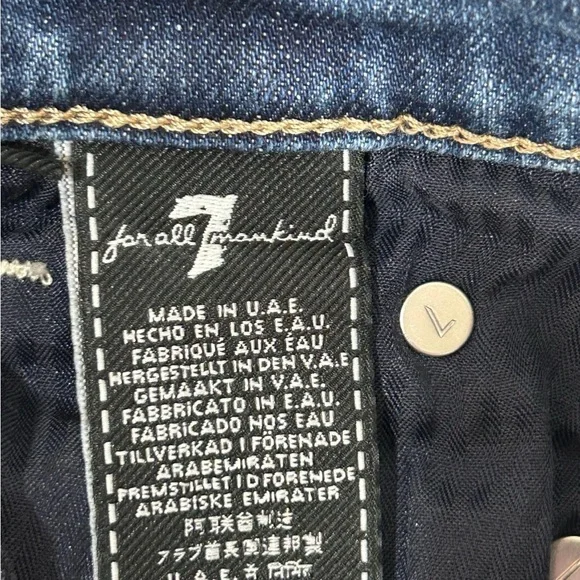 for all 7 mankind
MADE IN U.A.E.
HECHO EN LOS E.A.U.
FABRIQUÉ AUX ÉAU
HERGESTELLT IN DEN V.A.E
GEMAAKT IN V.A.E.
FABBRICATO IN E.A.U.
FABRICADO NOS EAU
TILLVERKAD I FÖRENADE
ARABEMIRATEN
FREMSTILLET I D FORENEDE
ARABISKE EMIRATER
阿联酋制造
アラブ首長国連邦製
U.A.E. में निर्मित